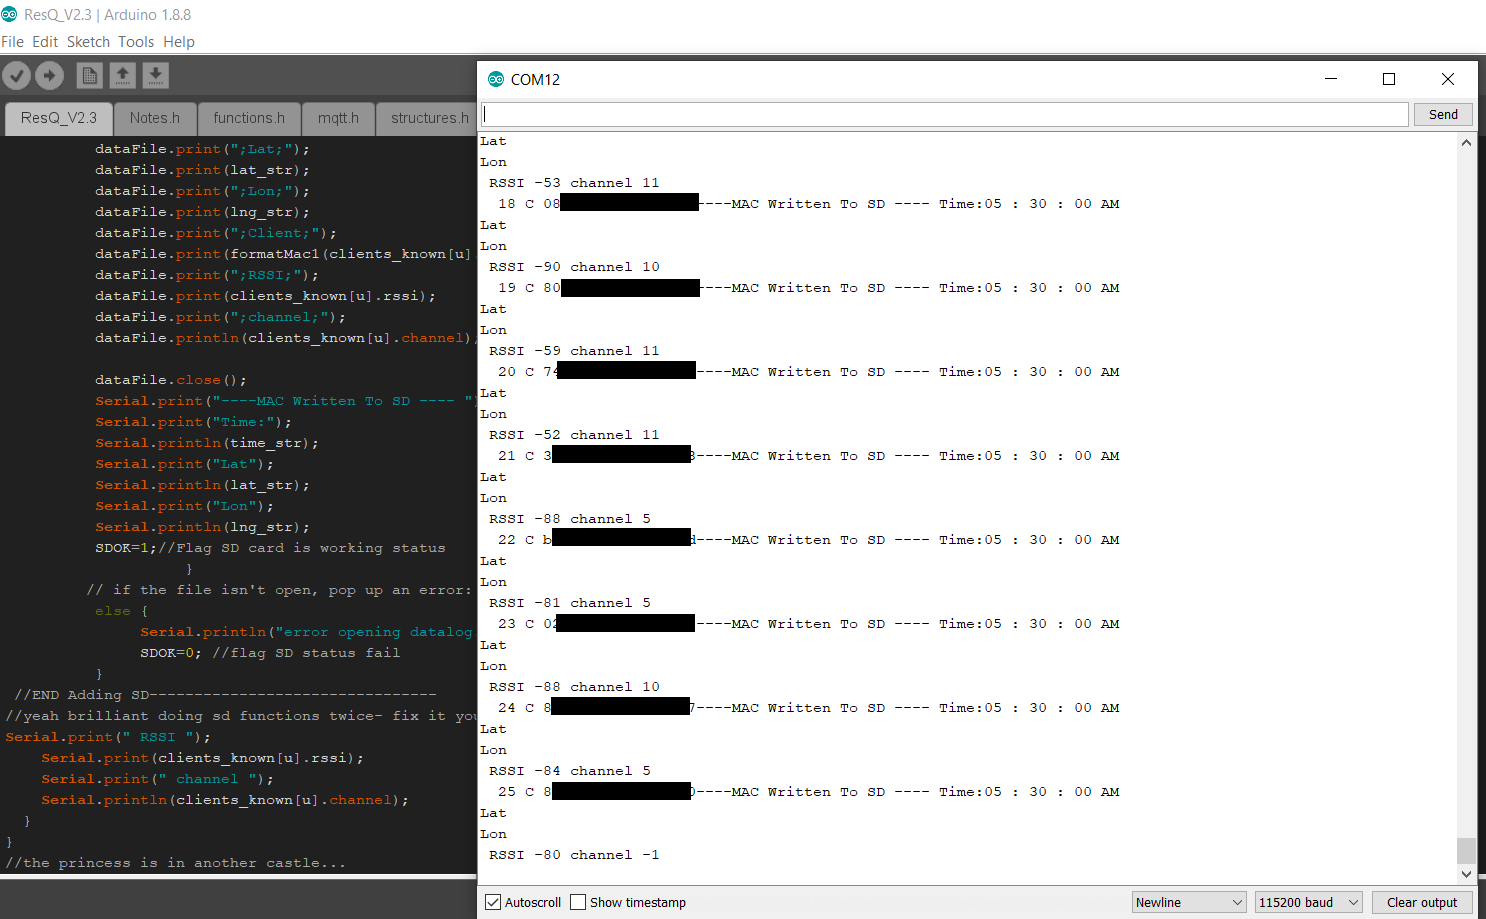 ResQ_V2.3 | Arduino 1.8.8
File Edit Sketch Tools Help
ResQ_V2.3 Notes.h functions.h mqtt.h structures.h
dataFile.print(";Lat;");
dataFile.print(lat_str);
dataFile.print(";Lon;");
dataFile.print(lng_str);
dataFile.print(";Client;");
dataFile.print(formatMac1(clients_known[u].
dataFile.print(";RSSI;");
dataFile.print(clients_known[u].rssi);
dataFile.print(";channel;");
dataFile.println(clients_known[u].channel);
dataFile.close();
Serial.print("----MAC Written To SD ---- "
Serial.print("Time:");
Serial.println(time_str);
Serial.print("Lat");
Serial.println(lat_str);
Serial.print("Lon");
Serial.println(lng_str);
SDOK=1;//Flag SD card is working status
}
// if the file isn't open, pop up an error:
else {
Serial.println("error opening datalog
SDOK=0; //flag SD status fail
}
//END Adding SD--------------------------------
//yeah brilliant doing sd functions twice- fix it you
Serial.print(" RSSI ");
Serial.print(clients_known[u].rssi);
Serial.print(" channel ");
Serial.println(clients_known[u].channel);
}
}
//the princess is in another castle...
COM12
Send
Lat
Lon
RSSI -53 channel 11
18 C 08 ----MAC Written To SD ---- Time:05 : 30 : 00 AM
Lat
Lon
RSSI -90 channel 10
19 C 80 ----MAC Written To SD ---- Time:05 : 30 : 00 AM
Lat
Lon
RSSI -59 channel 11
20 C 74 ----MAC Written To SD ---- Time:05 : 30 : 00 AM
Lat
Lon
RSSI -52 channel 11
21 C 3 ----MAC Written To SD ---- Time:05 : 30 : 00 AM
Lat
Lon
RSSI -88 channel 5
22 C b d----MAC Written To SD ---- Time:05 : 30 : 00 AM
Lat
Lon
RSSI -81 channel 5
23 C 02 ----MAC Written To SD ---- Time:05 : 30 : 00 AM
Lat
Lon
RSSI -88 channel 10
24 C 8 7----MAC Written To SD ---- Time:05 : 30 : 00 AM
Lat
Lon
RSSI -84 channel 5
25 C 8 ----MAC Written To SD ---- Time:05 : 30 : 00 AM
Lat
Lon
RSSI -80 channel -1
Autoscroll Show timestamp Newline 115200 baud Clear output